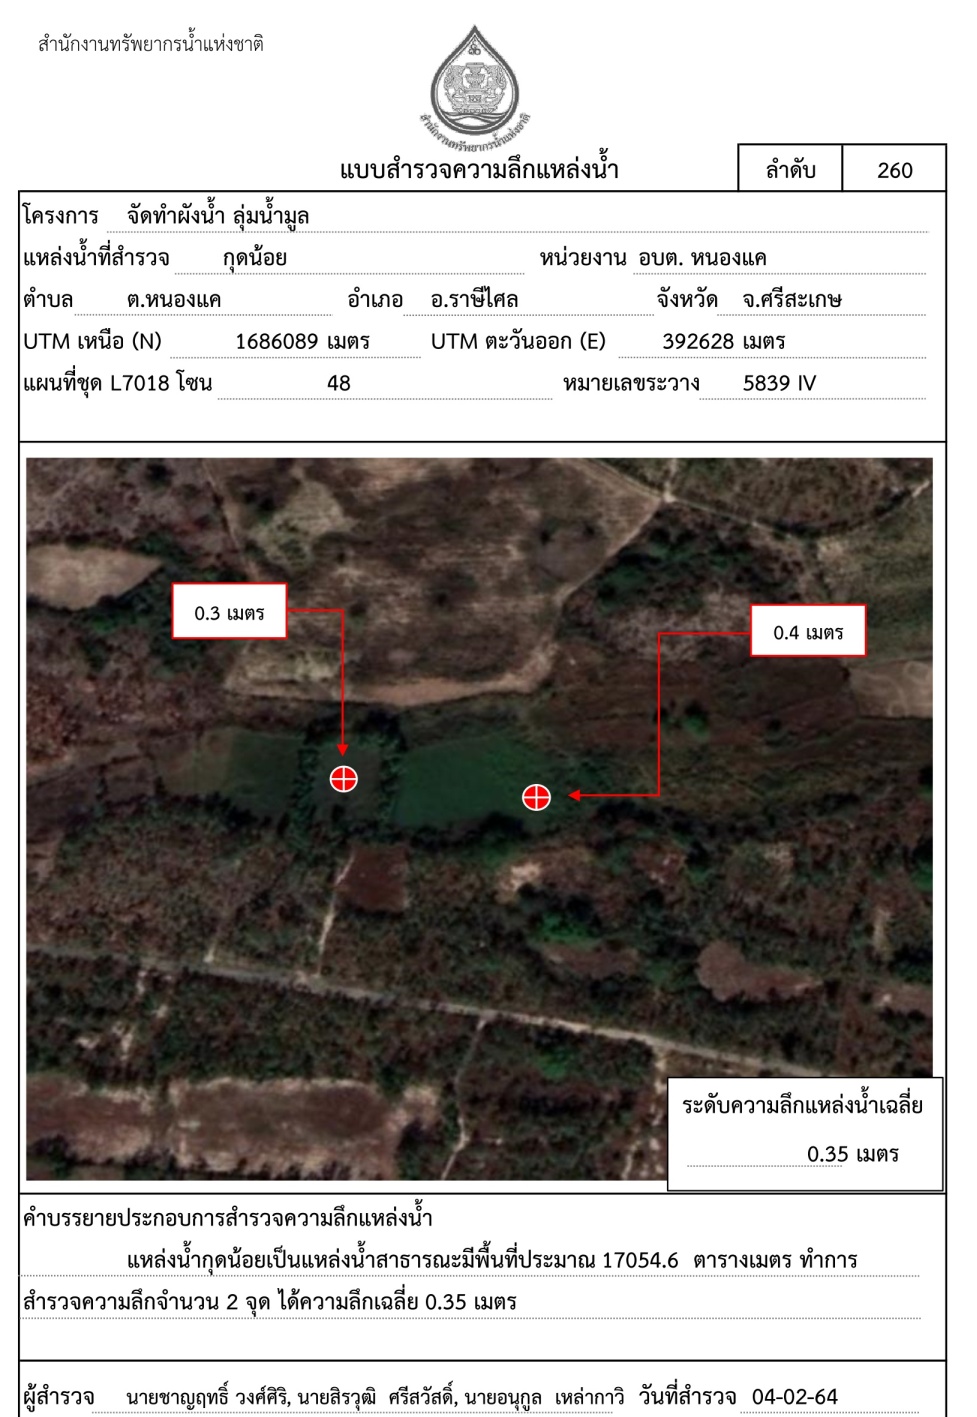 สำนักงานทรัพยากรน้ำแห่งชาติ
สำนักงานทรัพยากรน้ำแห่งชาติ
แบบสำรวจความลึกแหล่งน้ำ ลำดับ 260
โครงการ จัดทำผังน้ำ ลุ่มน้ำมูล
แหล่งน้ำที่สำรวจ กุดน้อย หน่วยงาน อบต. หนองแค
ตำบล ต.หนองแค อำเภอ อ.ราษีไศล จังหวัด จ.ศรีสะเกษ
UTM เหนือ (N) 1686089 เมตร UTM ตะวันออก (E) 392628 เมตร
แผนที่ชุด L7018 โซน 48 หมายเลขระวาง 5839 IV
0.3 เมตร
0.4 เมตร
ระดับความลึกแหล่งน้ำเฉลี่ย
0.35 เมตร
คำบรรยายประกอบการสำรวจความลึกแหล่งน้ำ
แหล่งน้ำกุดน้อยเป็นแหล่งน้ำสาธารณะมีพื้นที่ประมาณ 17054.6 ตารางเมตร ทำการ
สำรวจความลึกจำนวน 2 จุด ได้ความลึกเฉลี่ย 0.35 เมตร
ผู้สำรวจ นายชาญฤทธิ์ วงศ์ศิริ, นายสิรวุฒิ ศรีสวัสดิ์, นายอนุกูล เหล่ากาวิ วันที่สำรวจ 04-02-64